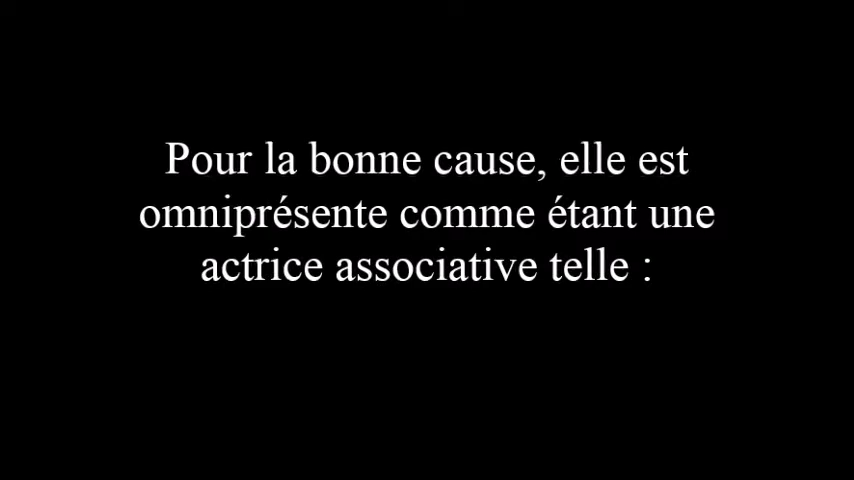 Pour la bonne cause, elle est
omniprésente comme étant une
actrice associative telle :